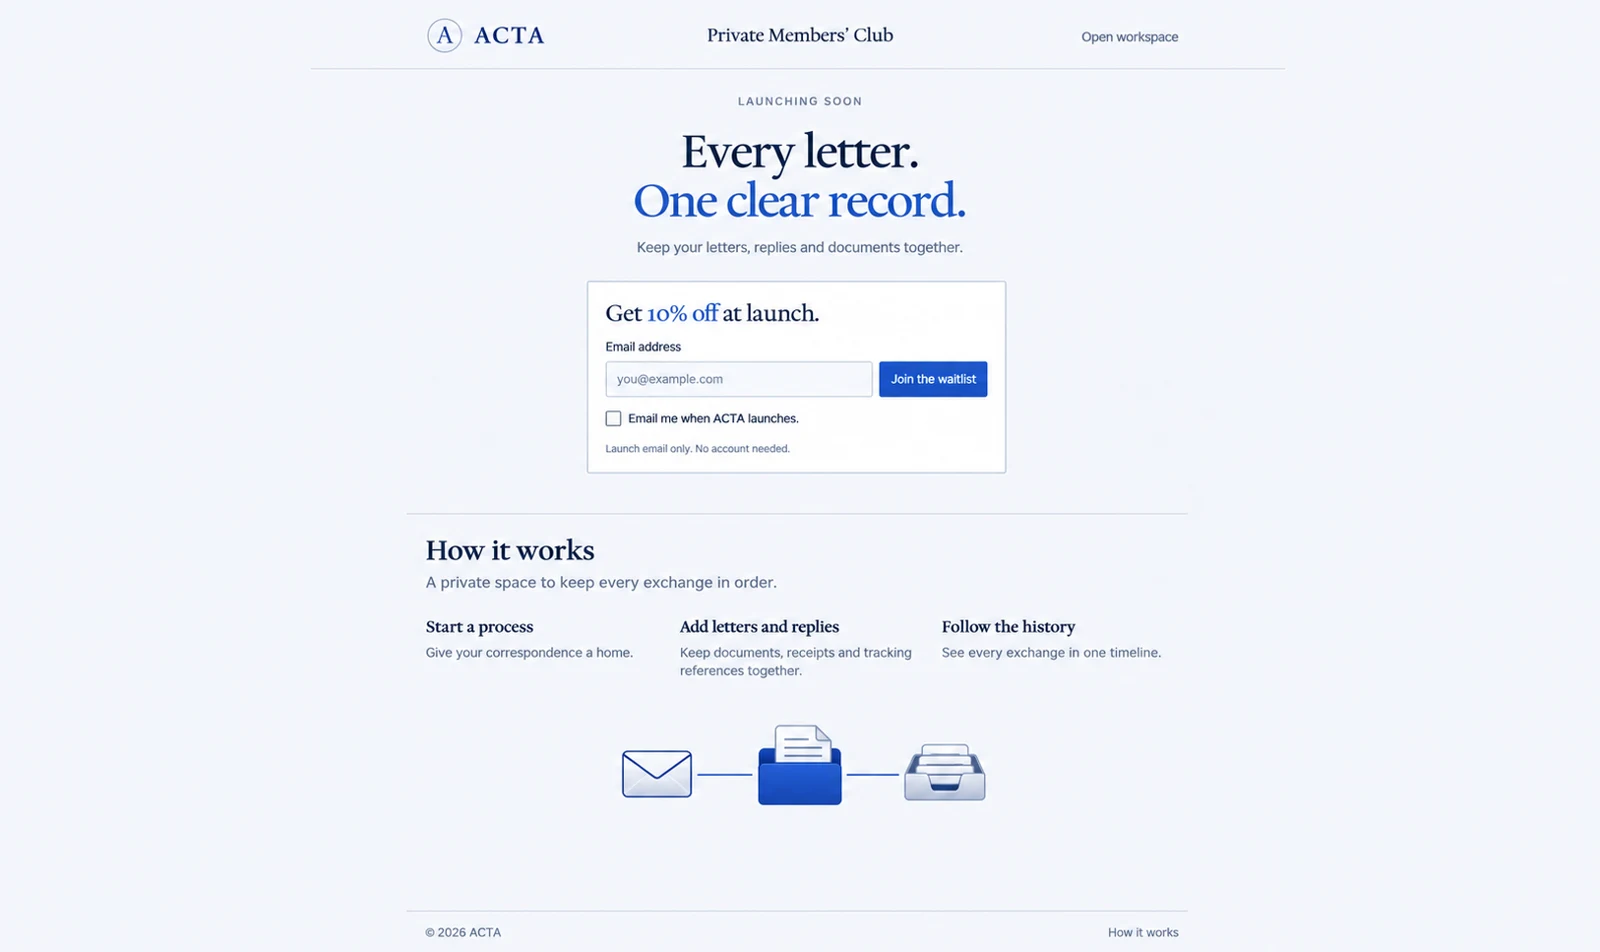 A ACTA
Private Members’ Club
Open workspace
LAUNCHING SOON
Every letter.
One clear record.
Keep your letters, replies and documents together.
Get 10% off at launch.
Email address
you@example.com
Join the waitlist
Email me when ACTA launches.
Launch email only. No account needed.
How it works
A private space to keep every exchange in order.
Start a process
Give your correspondence a home.
Add letters and replies
Keep documents, receipts and tracking
references together.
Follow the history
See every exchange in one timeline.
© 2026 ACTA
How it works